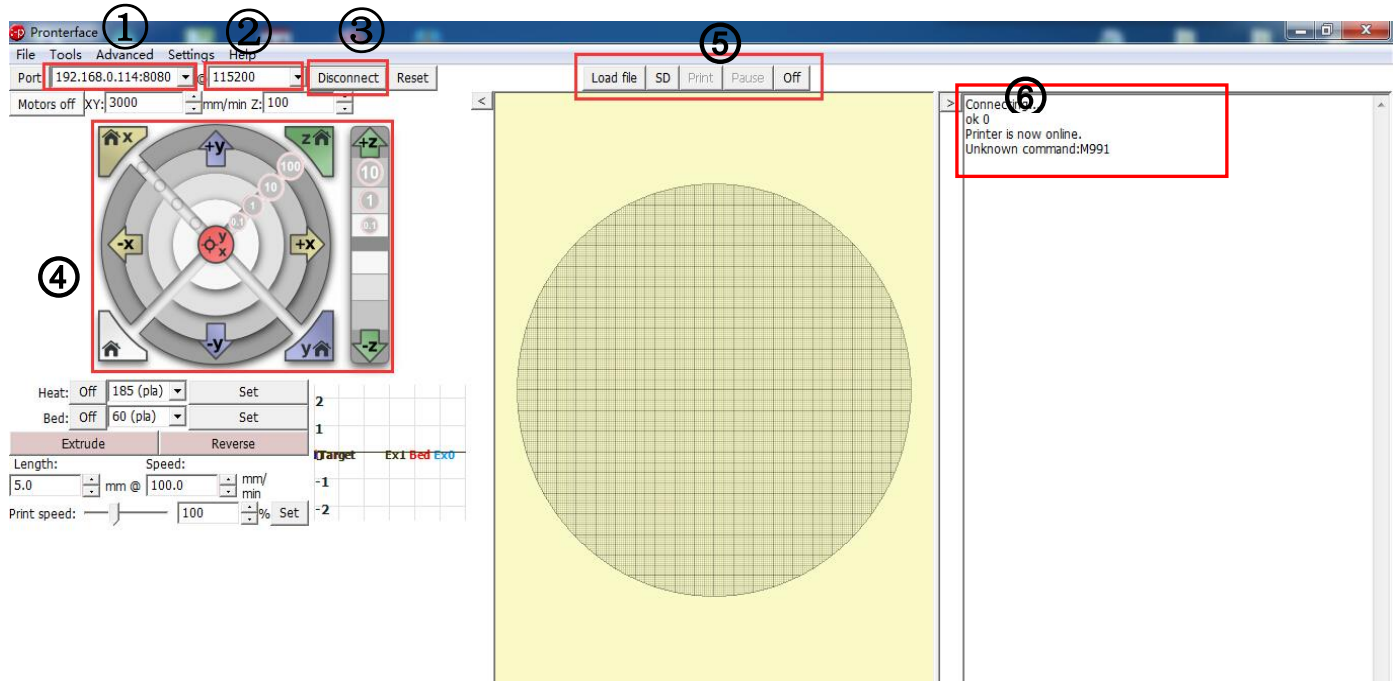 Pronterface
① ② ③ ⑤
File Tools Advanced Settings Help
Port 192.168.0.114:8080 @ 115200 Disconnect Reset Load file SD Print Pause Off
Motors off XY: 3000 mm/min Z: 100 < >
⑥
Connecting...
ok 0
Printer is now online.
Unknown command:M991
x z +y +z
100 10 1 0.1
10
1
0.1
-x y x +x
④
-y y -z
Heat: Off 185 (pla) Set
Bed: Off 60 (pla) Set
Extrude Reverse
Length: Speed:
5.0 mm @ 100.0 mm/
min
Print speed: 100 % Set
2
1
0 Target Ex1 Bed Ex0
-1
-2